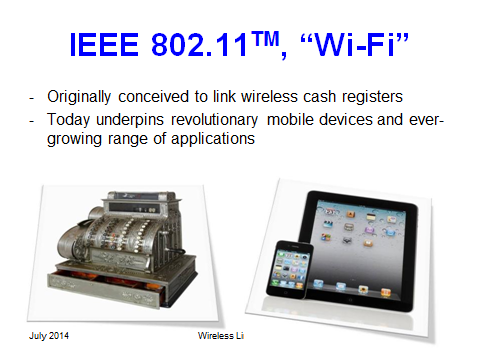 IEEE 802.11TM, “Wi-Fi”
- Originally conceived to link wireless cash registers
- Today underpins revolutionary mobile devices and ever-
growing range of applications
July 2014
Wireless Li